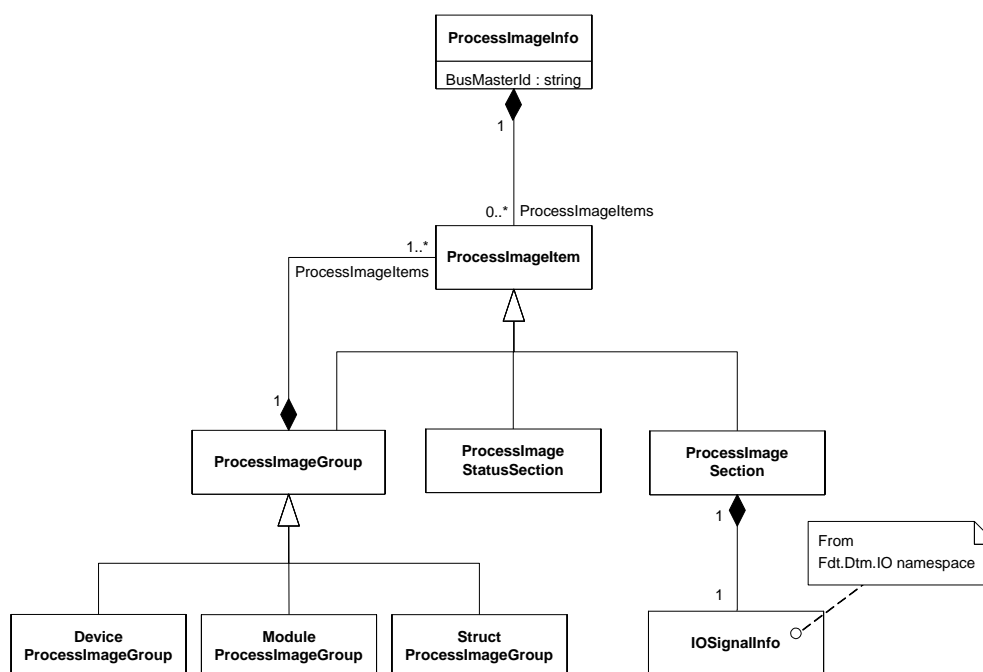 ProcessImageInfo
BusMasterId : string
1
0..* ProcessImageItems
1..*
ProcessImageItems
ProcessImageItem
1
ProcessImageGroup
ProcessImage
StatusSection
ProcessImage
Section
1
From
Fdt.Dtm.IO namespace
1
Device
ProcessImageGroup
Module
ProcessImageGroup
Struct
ProcessImageGroup
IOSignalInfo